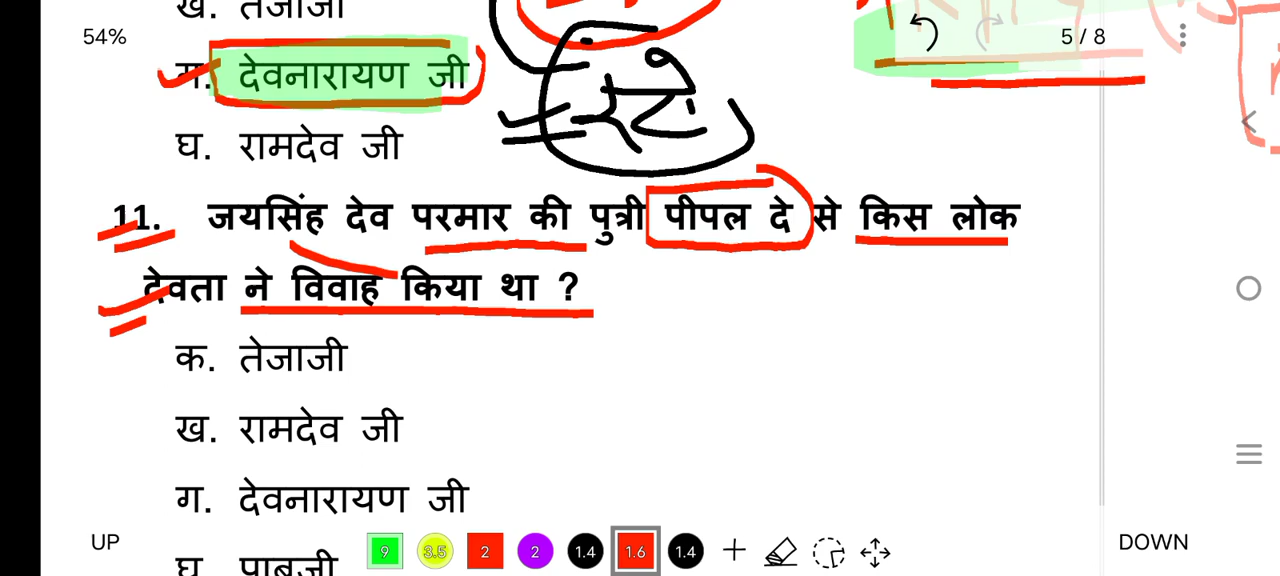 ख. तेजाजी
54%
5 / 8
ग. देवनारायण जी
घ. रामदेव जी
11. जयसिंह देव परमार की पुत्री पीपल दे से किस लोक
देवता ने विवाह किया था ?
क. तेजाजी
ख. रामदेव जी
ग. देवनारायण जी
घ. पाबूजी
UP
9 3.5 2 2 1.4 1.6 1.4
DOWN